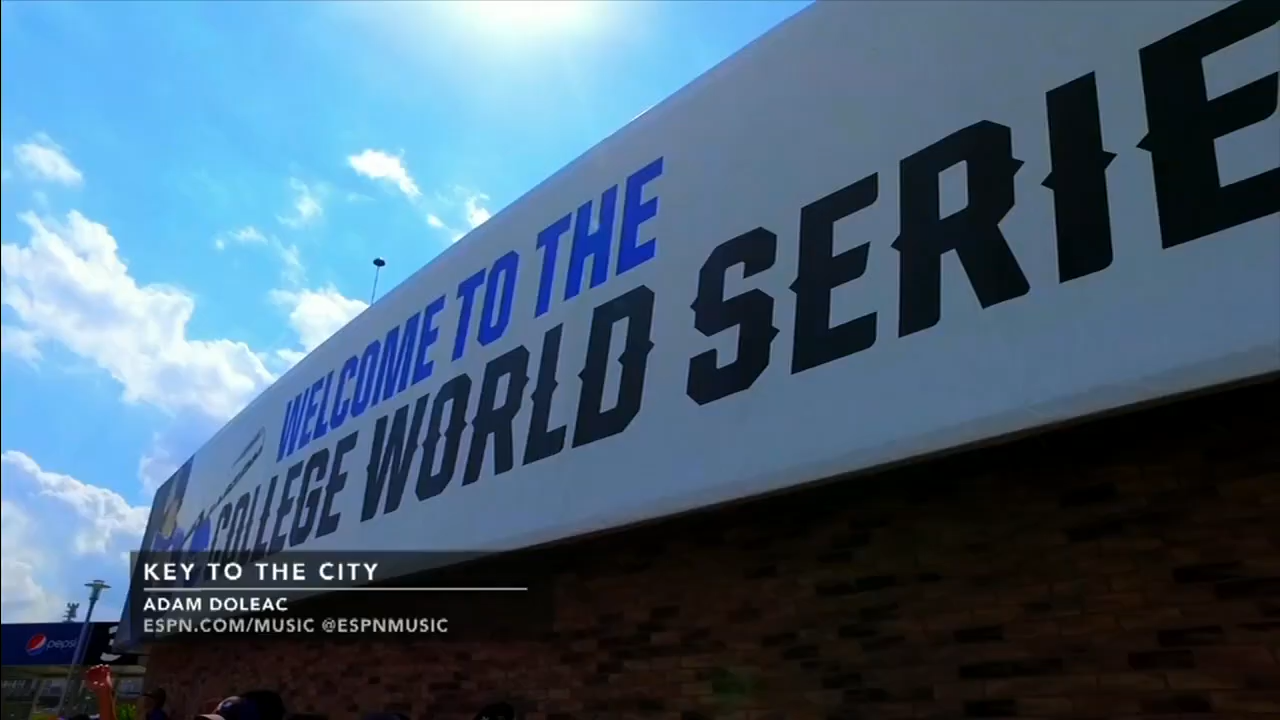 WELCOME TO THE
COLLEGE WORLD SERIE
KEY TO THE CITY
ADAM DOLEAC
ESPN.COM/MUSIC @ESPNMUSIC
pepsi